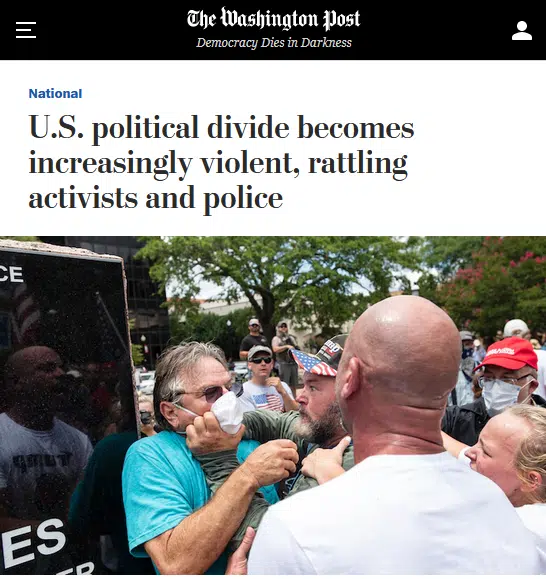 The Washington Post
Democracy Dies in Darkness
National
U.S. political divide becomes
increasingly violent, rattling
activists and police
CE
ES
ER